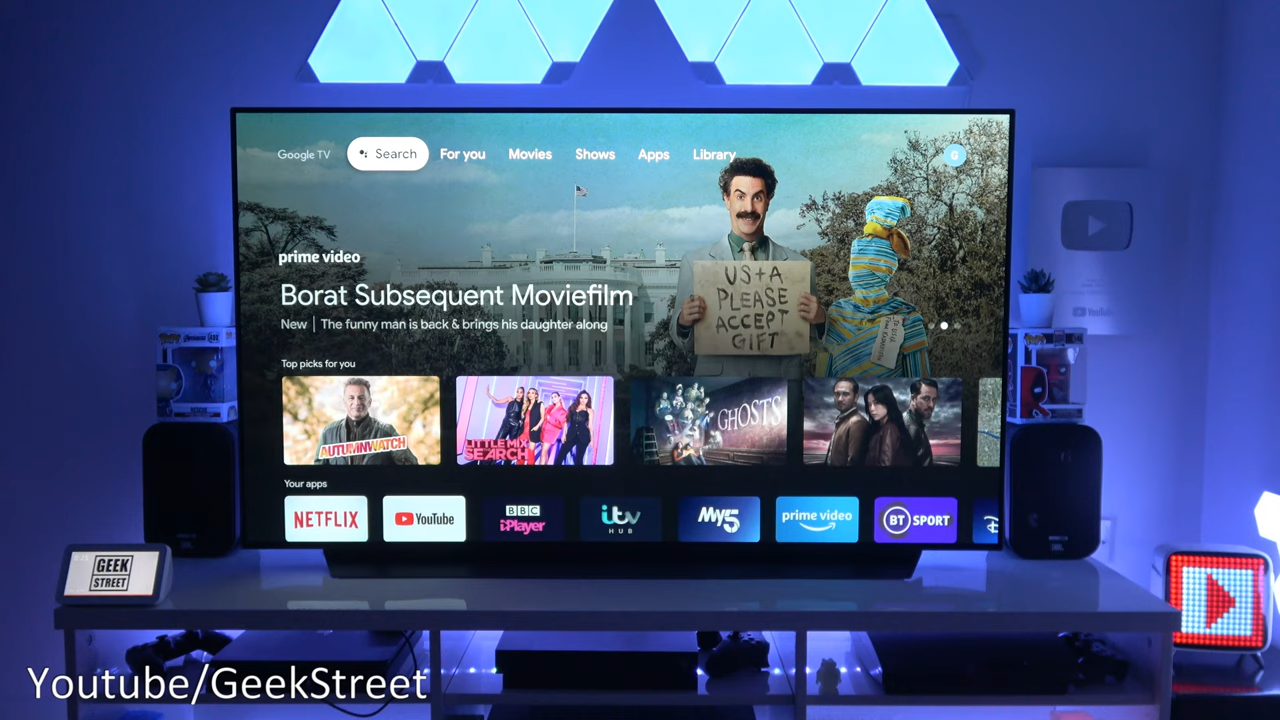 Google TV
Search
For you
Movies
Shows
Apps
Library
G
US+A
PLEASE
ACCEPT
GIFT
prime video
Borat Subsequent Moviefilm
New | The funny man is back & brings his daughter along
Top picks for you
AUTUMNWATCH
LITTLE MIX
SEARCH
GHOSTS
Your apps
NETFLIX
YouTube
BBC
iPlayer
itv
HUB
My5
prime video
BT SPORT
GEEK
STREET
JBL
YouTube
Youtube/GeekStreet